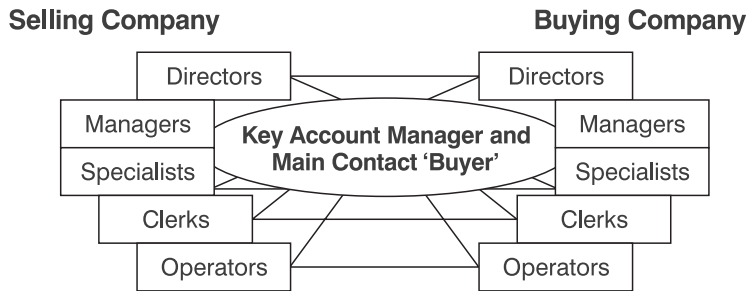 Selling Company
Buying Company
Directors
Directors
Managers
Key Account Manager and
Main Contact ‘Buyer’
Managers
Specialists
Specialists
Clerks
Clerks
Operators
Operators